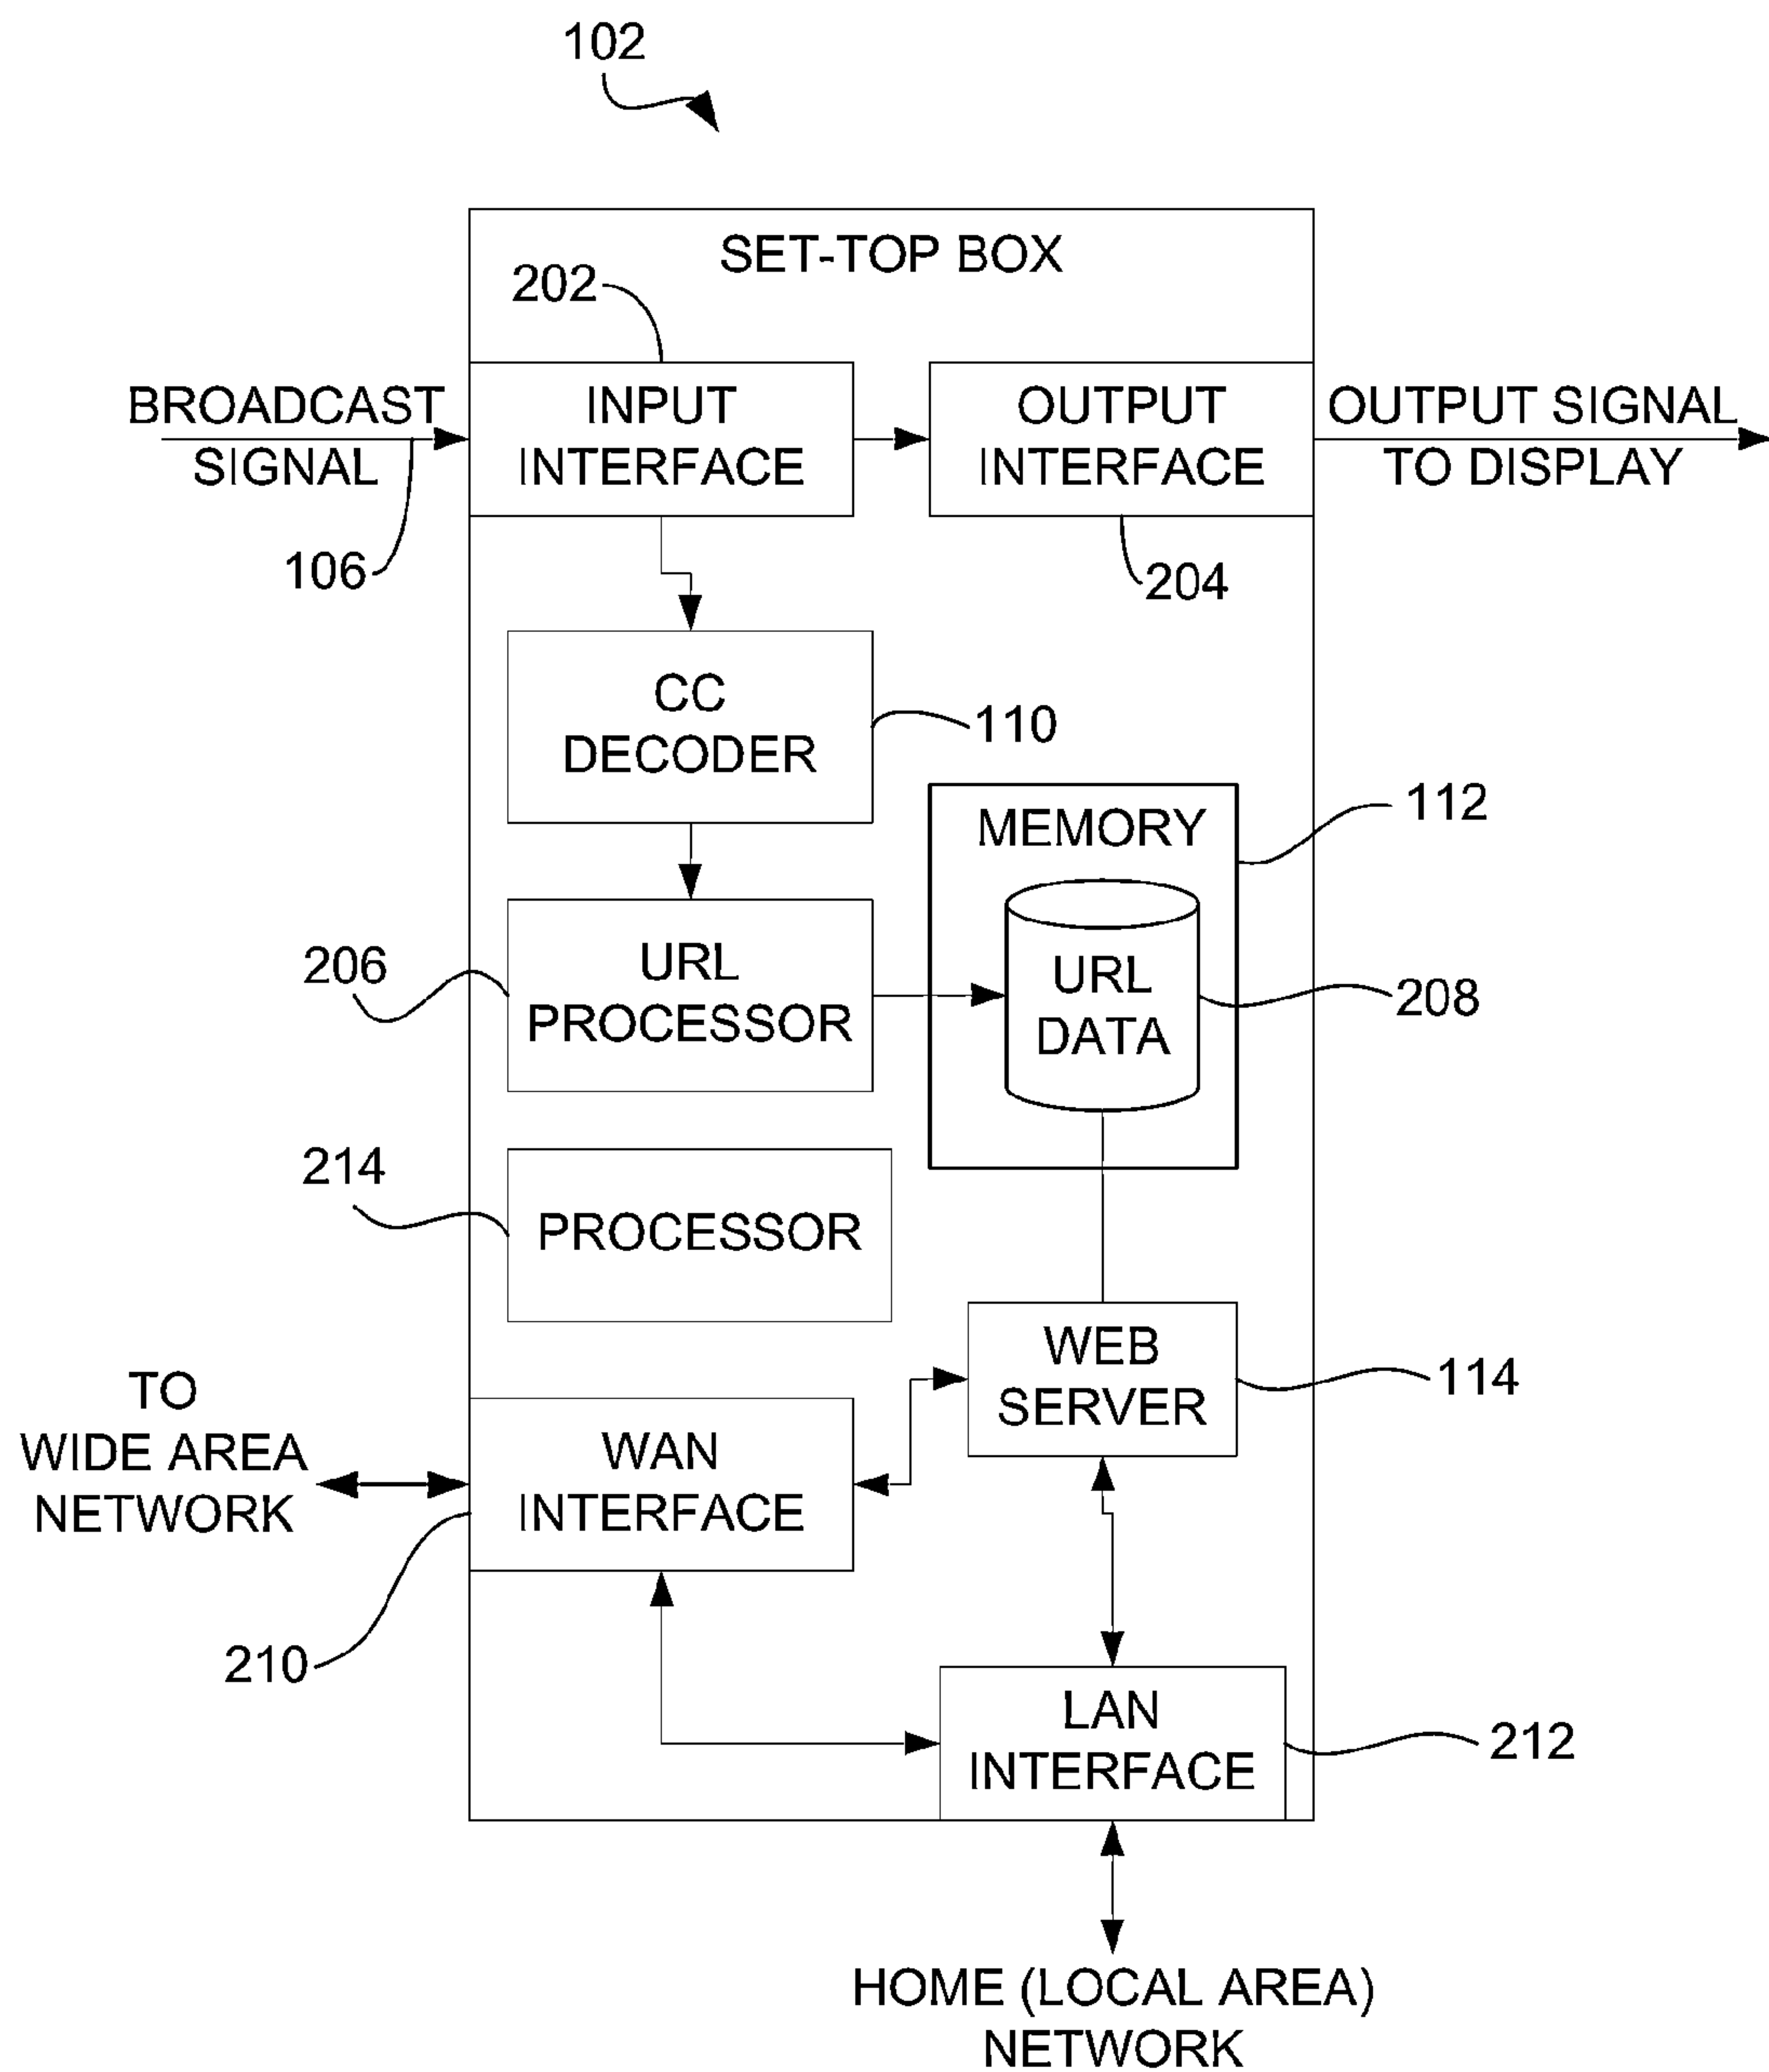 102
SET-TOP BOX
202
BROADCAST
SIGNAL
106
INPUT
INTERFACE
OUTPUT
INTERFACE
204
OUTPUT SIGNAL
TO DISPLAY
CC
DECODER
110
MEMORY
112
206
URL
PROCESSOR
URL
DATA
208
214
PROCESSOR
WEB
SERVER
114
TO
WIDE AREA
NETWORK
WAN
INTERFACE
210
LAN
INTERFACE
212
HOME (LOCAL AREA)
NETWORK